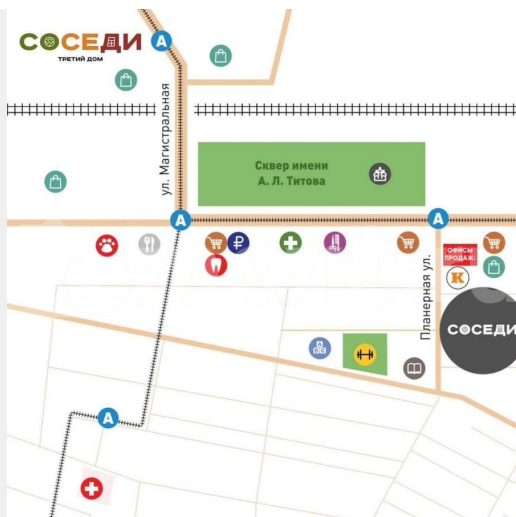 СОСЕДИ
ТРЕТИЙ ДОМ
А
ул. Магистральная
Сквер имени
А. Л. Титова
А
А
₽
ОФИСЫ
ПРОДАЖ:
К
Планерная ул.
СОСЕДИ
А